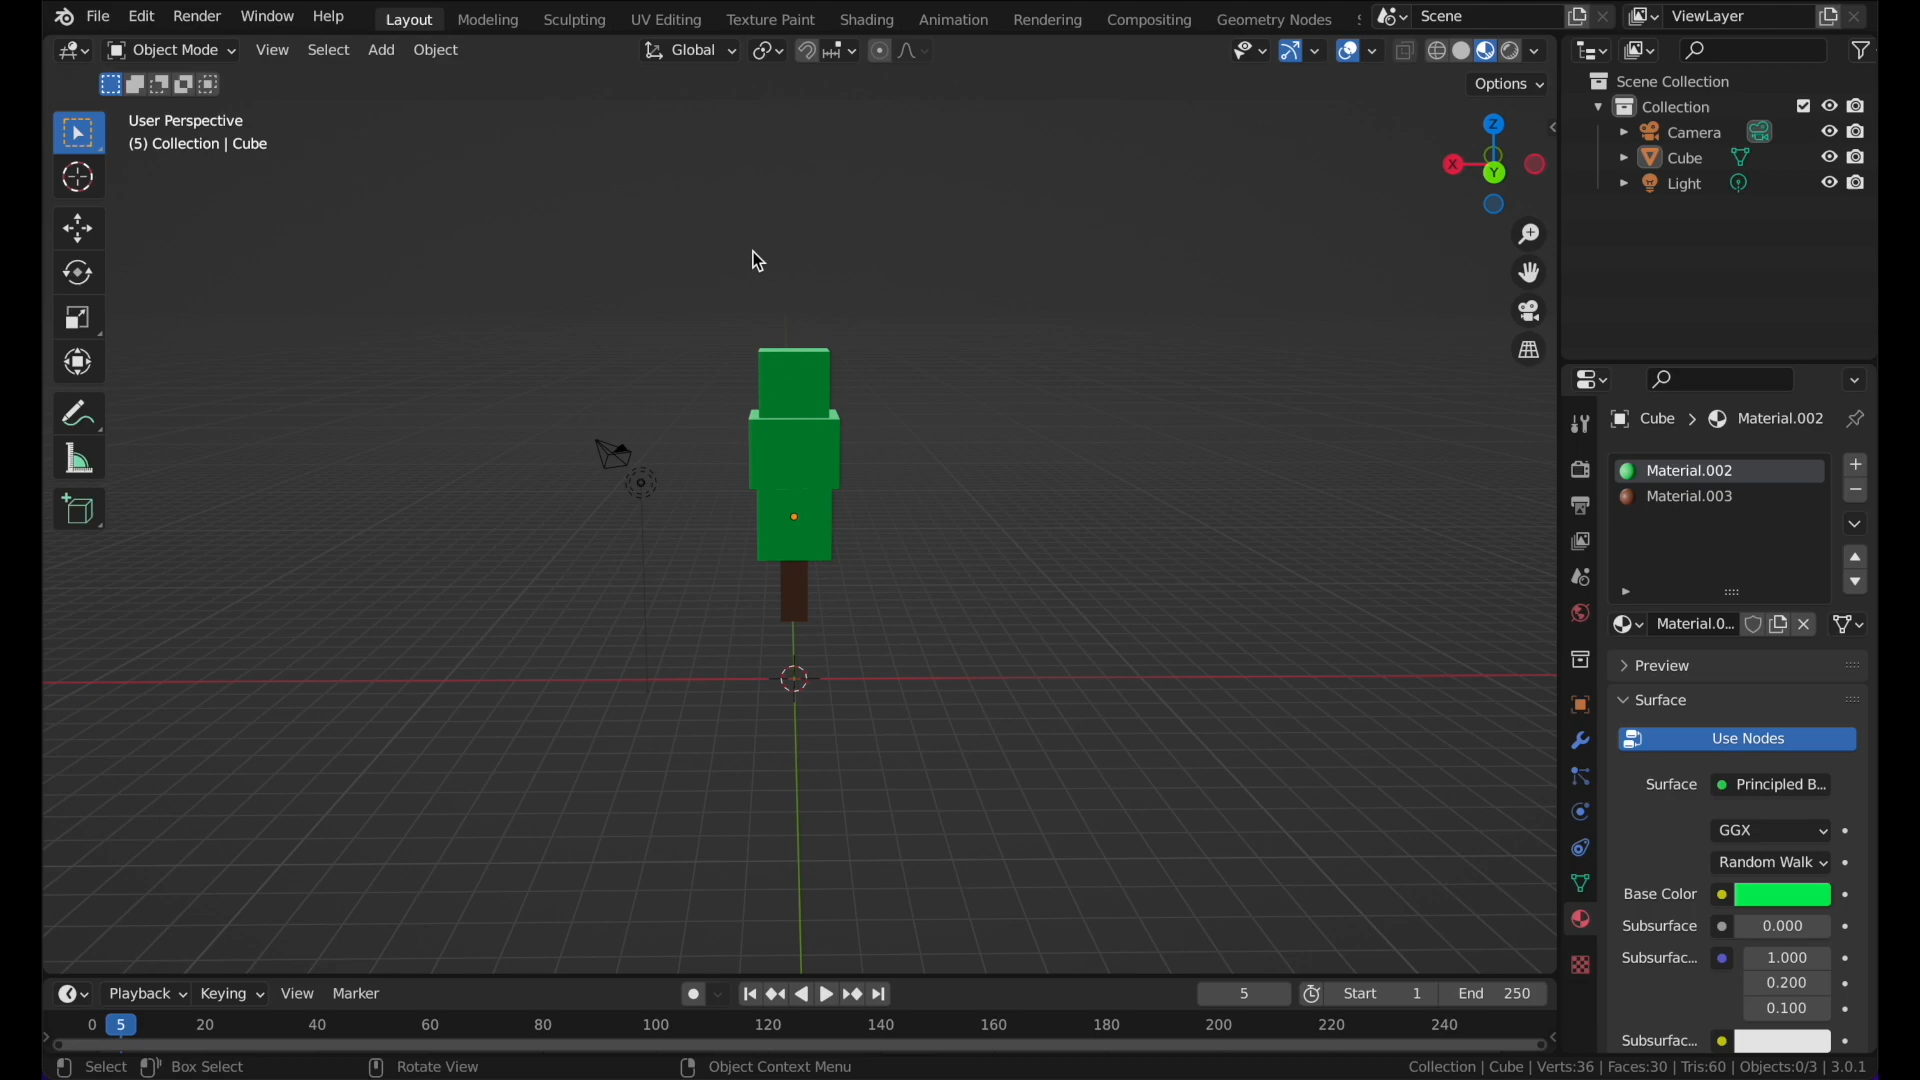 File Edit Render Window Help Layout Modeling Sculpting UV Editing Texture Paint Shading Animation Rendering Compositing Geometry Nodes Scene ViewLayer
Object Mode View Select Add Object Global
Options
User Perspective
(5) Collection | Cube
Z
X
Y
Scene Collection
Collection
Camera
Cube
Light
Cube > Material.002
Material.002
Material.003
Material.0...
Preview
Surface
Use Nodes
Surface Principled B...
GGX
Random Walk
Base Color
Subsurface 0.000
Subsurfac... 1.000
0.200
0.100
Subsurfac...
Playback Keying View Marker 5 Start 1 End 250
0 5 20 40 60 80 100 120 140 160 180 200 220 240
Select Box Select Rotate View Object Context Menu Collection | Cube | Verts:36 | Faces:30 | Tris:60 | Objects:0/3 | 3.0.1